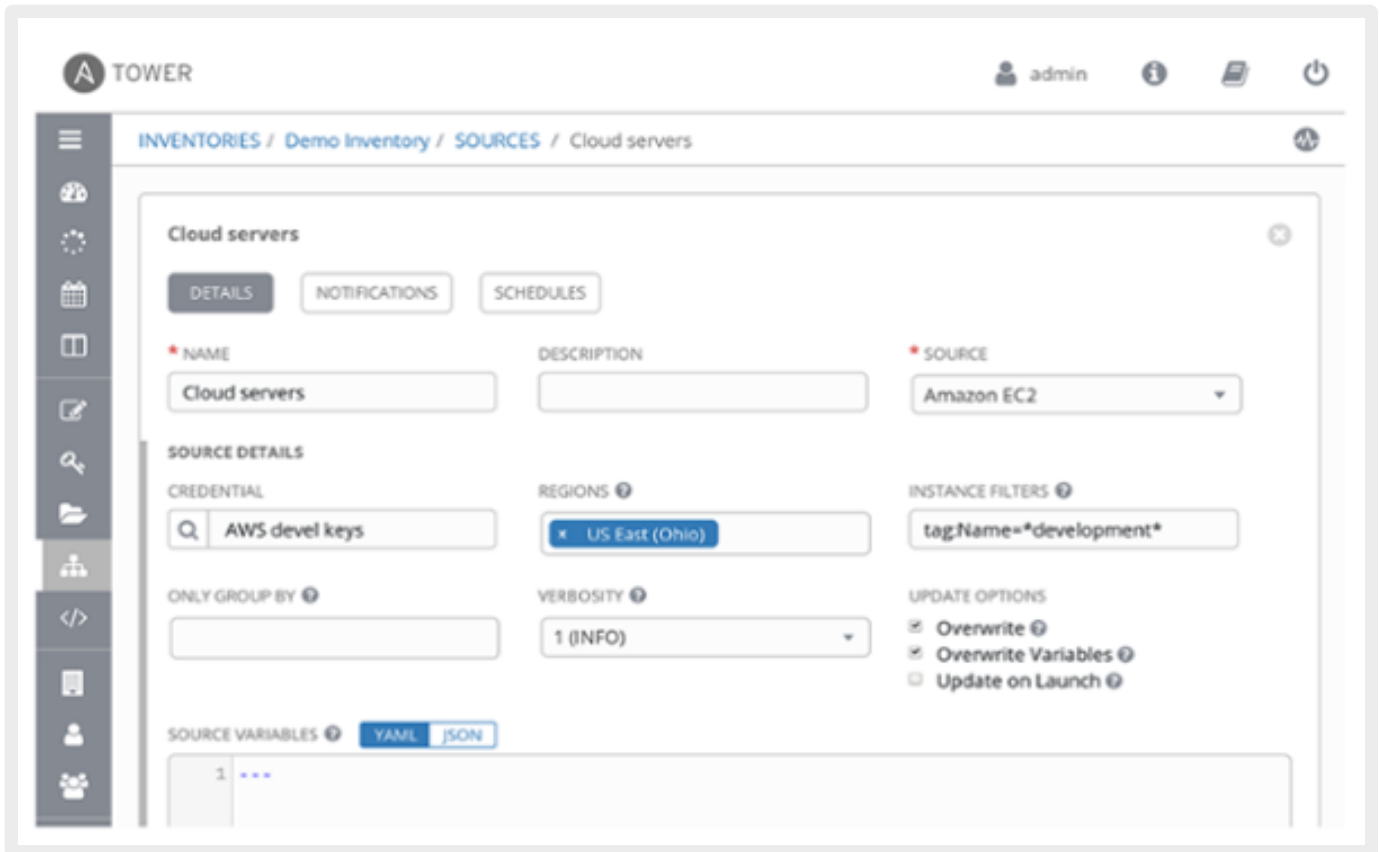 A TOWER admin
INVENTORIES / Demo Inventory / SOURCES / Cloud servers
Cloud servers
DETAILS NOTIFICATIONS SCHEDULES
* NAME DESCRIPTION * SOURCE
Cloud servers Amazon EC2
SOURCE DETAILS
CREDENTIAL REGIONS ? INSTANCE FILTERS ?
AWS devel keys × US East (Ohio) tag:Name=*development*
ONLY GROUP BY ? VERBOSITY ? UPDATE OPTIONS
1 (INFO) Overwrite ?
Overwrite Variables ?
Update on Launch ?
SOURCE VARIABLES ? YAML JSON
1 ---